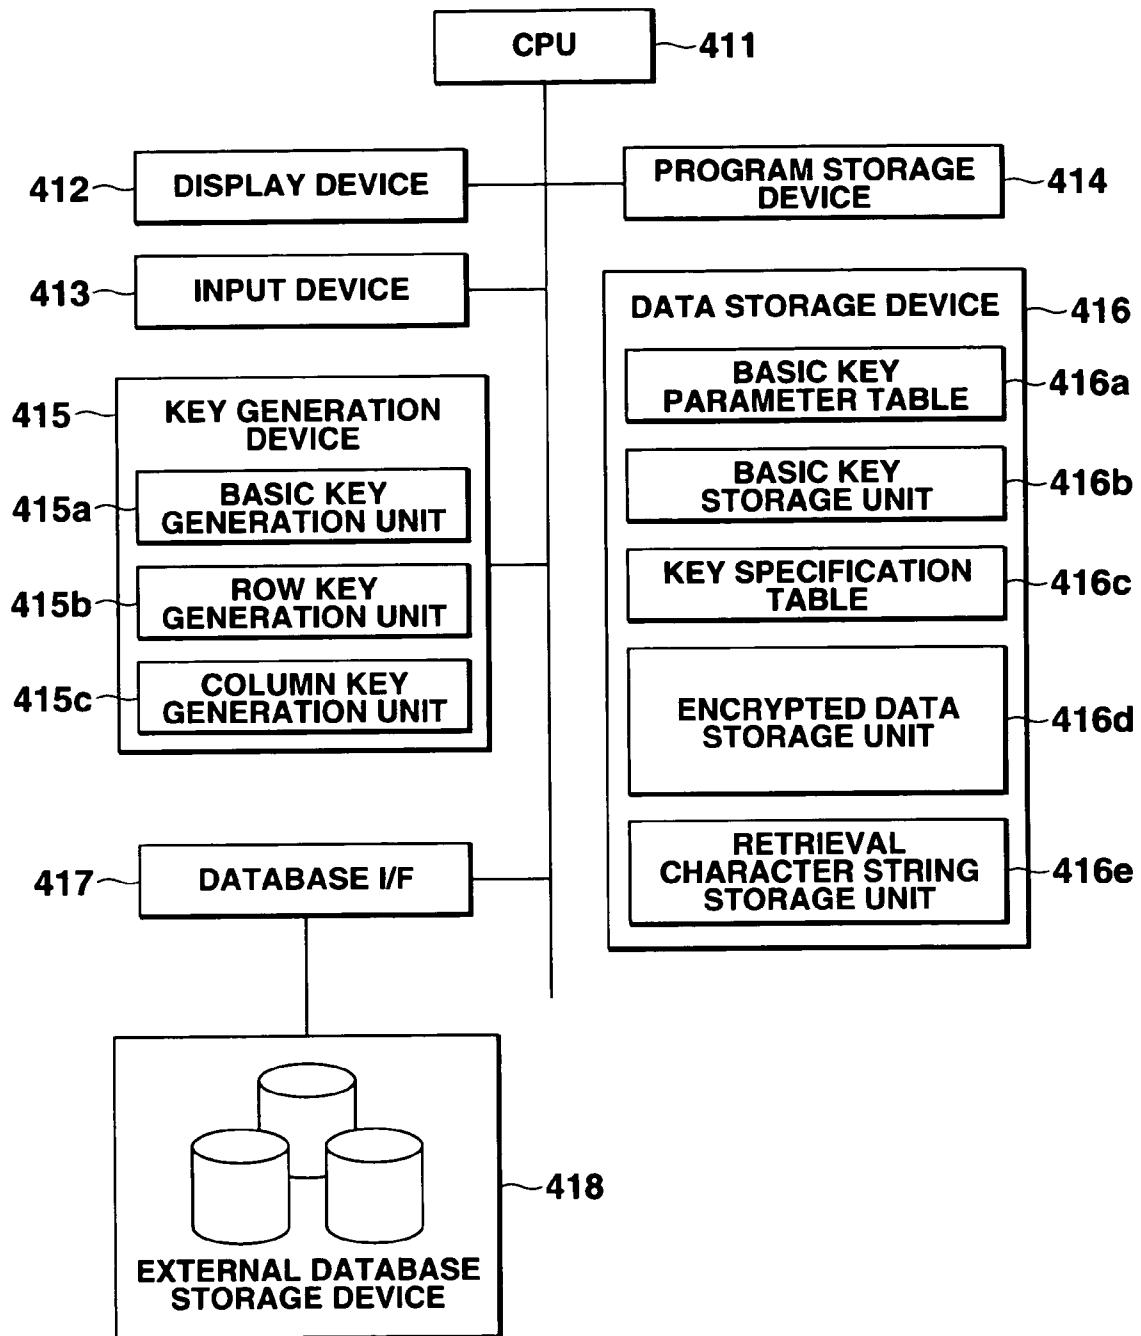 CPU
411
412
DISPLAY DEVICE
PROGRAM STORAGE
DEVICE
414
413
INPUT DEVICE
DATA STORAGE DEVICE
416
BASIC KEY
PARAMETER TABLE
416a
BASIC KEY
STORAGE UNIT
416b
KEY SPECIFICATION
TABLE
416c
ENCRYPTED DATA
STORAGE UNIT
416d
RETRIEVAL
CHARACTER STRING
STORAGE UNIT
416e
415
KEY GENERATION
DEVICE
415a
BASIC KEY
GENERATION UNIT
415b
ROW KEY
GENERATION UNIT
415c
COLUMN KEY
GENERATION UNIT
417
DATABASE I/F
418
EXTERNAL DATABASE
STORAGE DEVICE